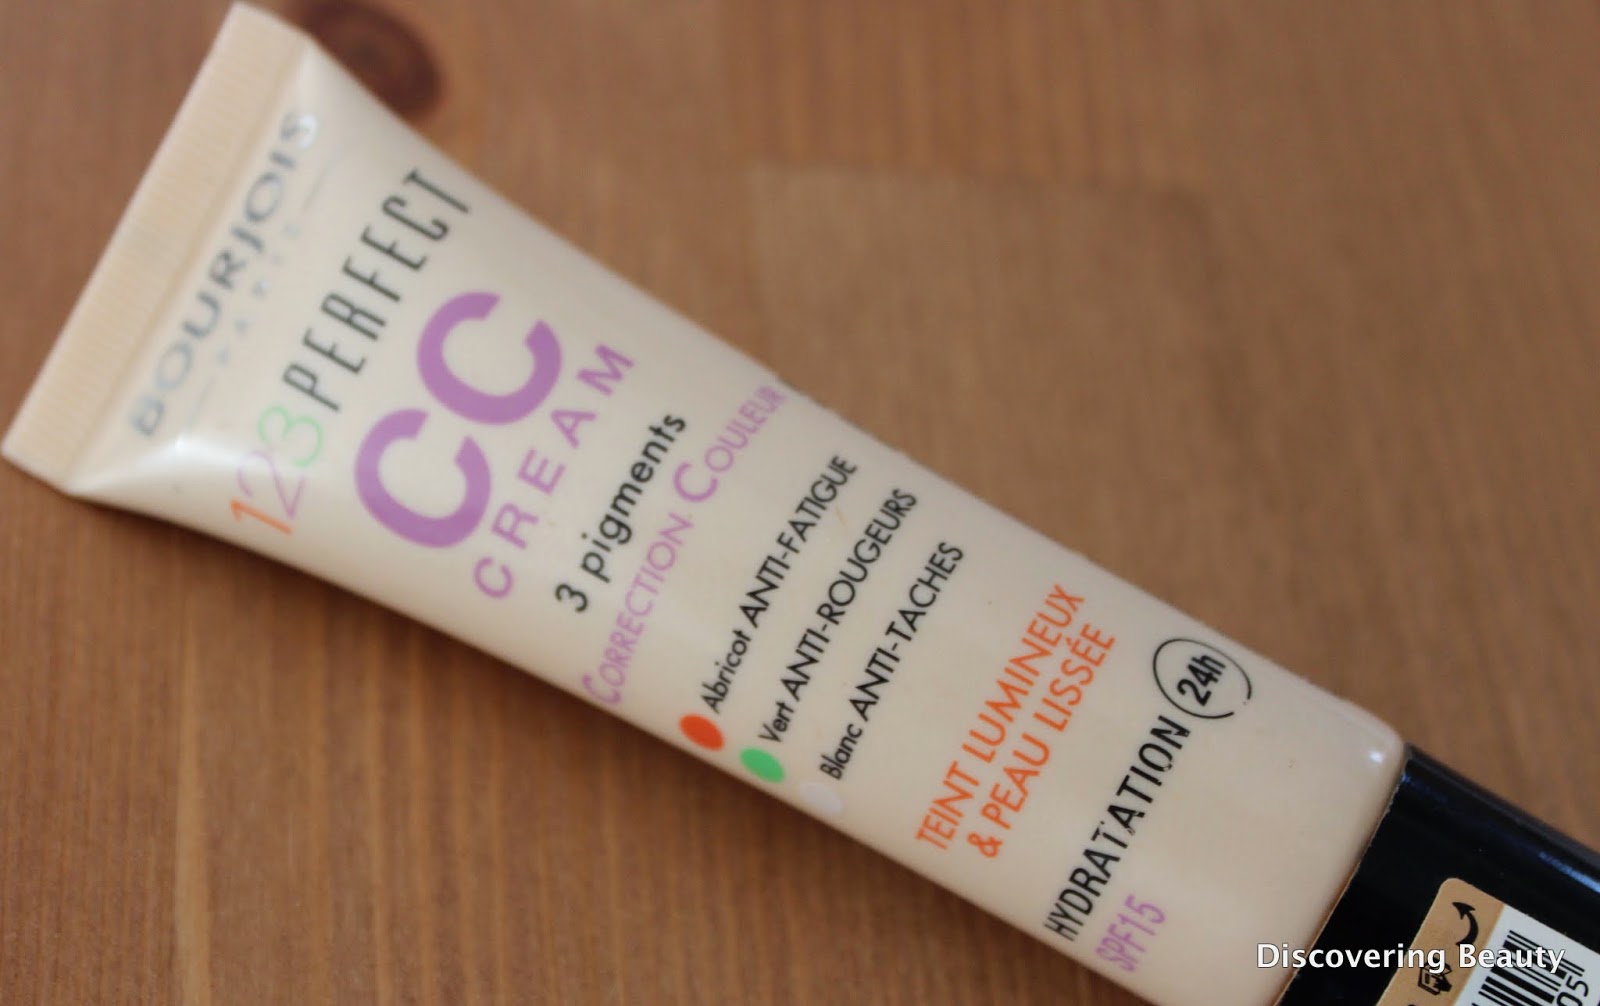 BOURJOIS
PARIS
123 PERFECT
CC
CREAM
3 pigments
CORRECTION COULEUR
Abricot ANTI-FATIGUE
Vert ANTI-ROUGEURS
Blanc ANTI-TACHES
TEINT LUMINEUX
& PEAU LISSÉE
HYDRATATION 24h
SPF15
Discovering Beauty